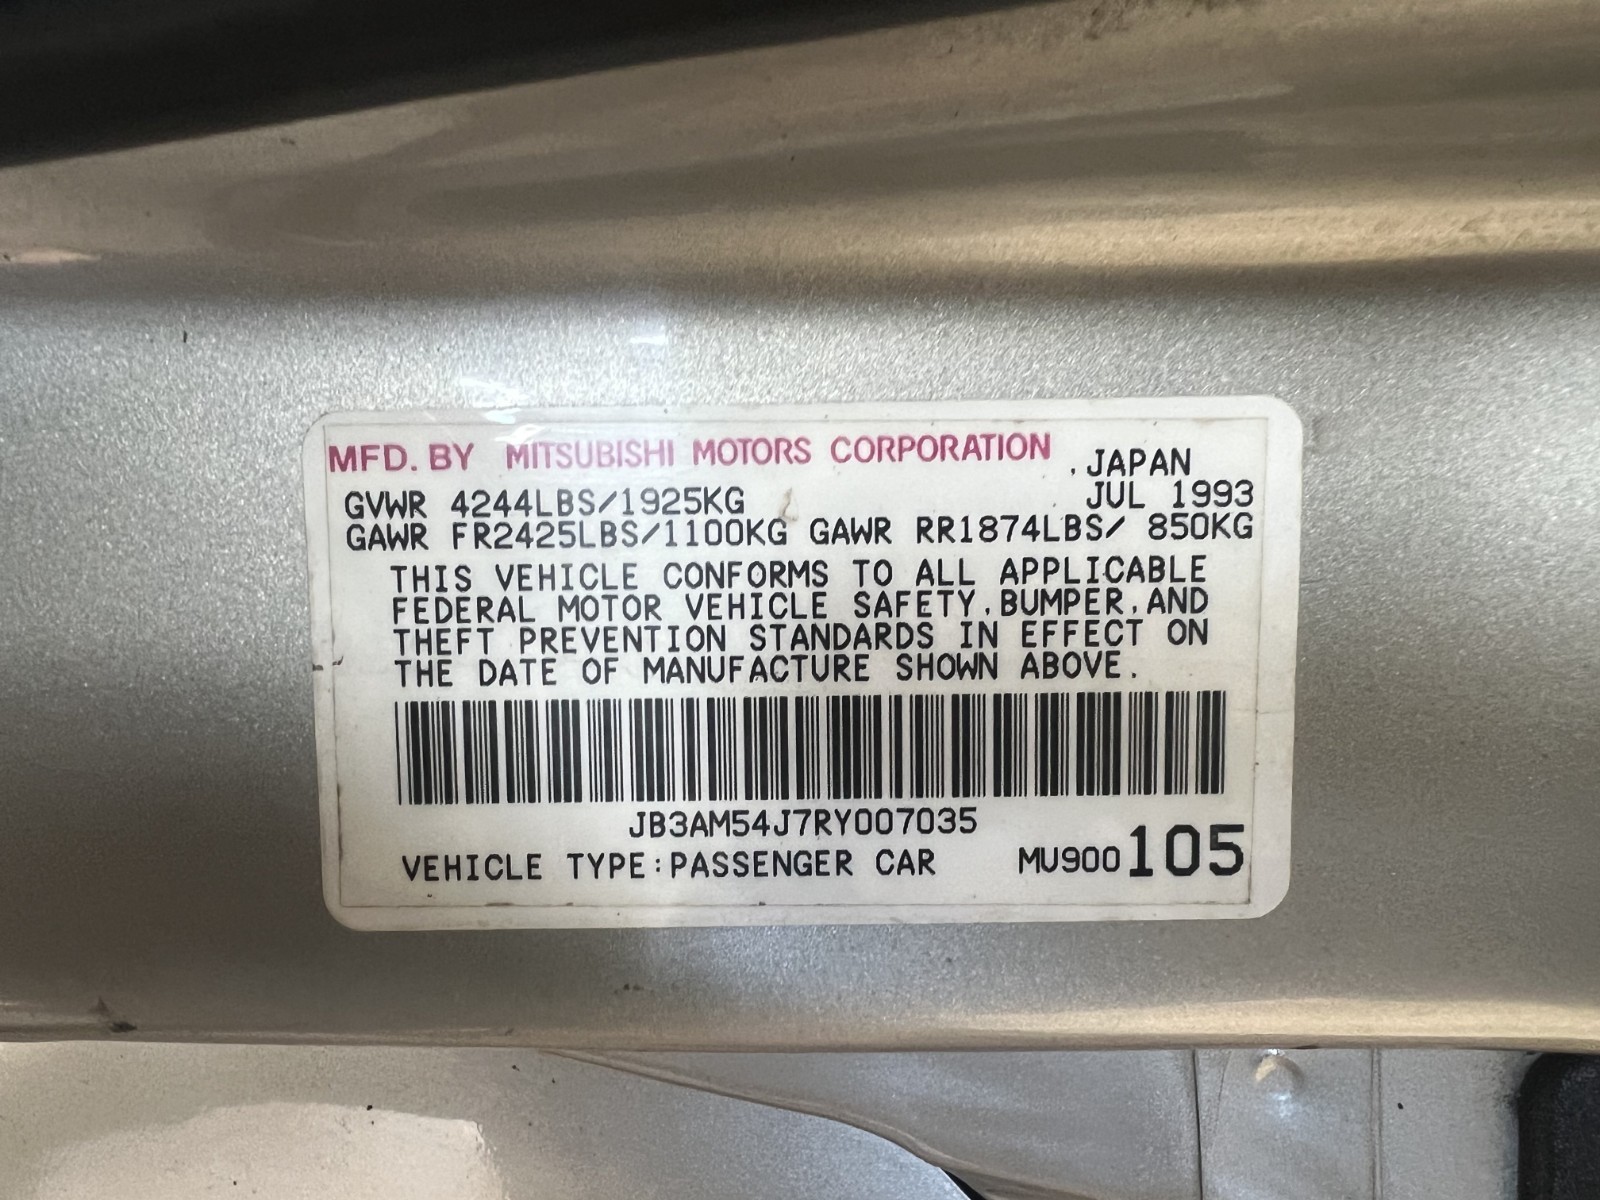 MFD. BY MITSUBISHI MOTORS CORPORATION , JAPAN
GVWR 4244LBS/1925KG JUL 1993
GAWR FR2425LBS/1100KG GAWR RR1874LBS/ 850KG
THIS VEHICLE CONFORMS TO ALL APPLICABLE
FEDERAL MOTOR VEHICLE SAFETY,BUMPER,AND
THEFT PREVENTION STANDARDS IN EFFECT ON
THE DATE OF MANUFACTURE SHOWN ABOVE.
JB3AM54J7RY007035
VEHICLE TYPE:PASSENGER CAR MU900105